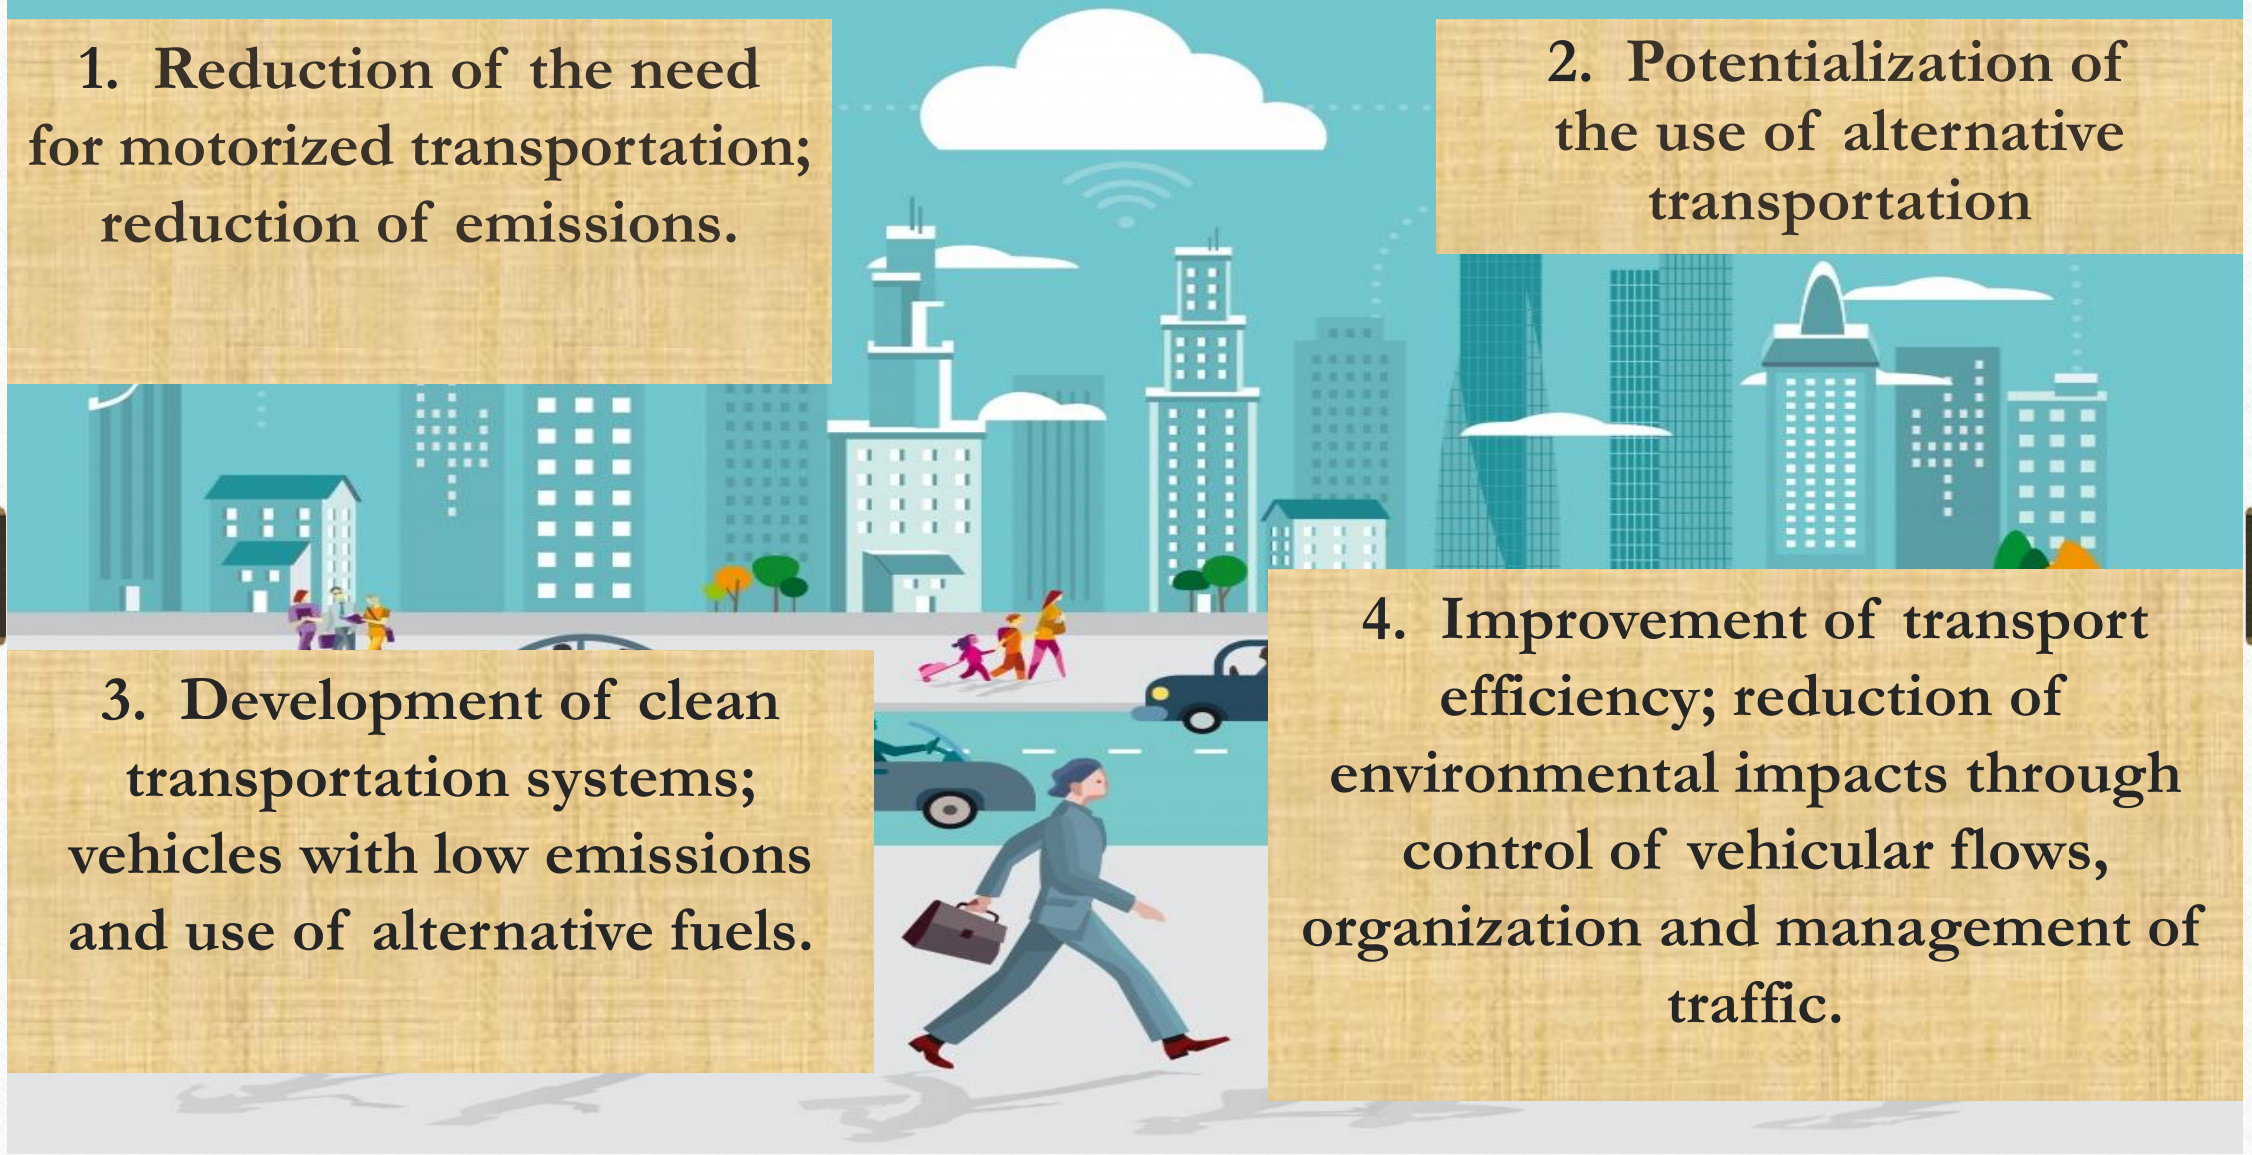 1. Reduction of the need
for motorized transportation;
reduction of emissions.
2. Potentialization of
the use of alternative
transportation
3. Development of clean
transportation systems;
vehicles with low emissions
and use of alternative fuels.
4. Improvement of transport
efficiency; reduction of
environmental impacts through
control of vehicular flows,
organization and management of
traffic.